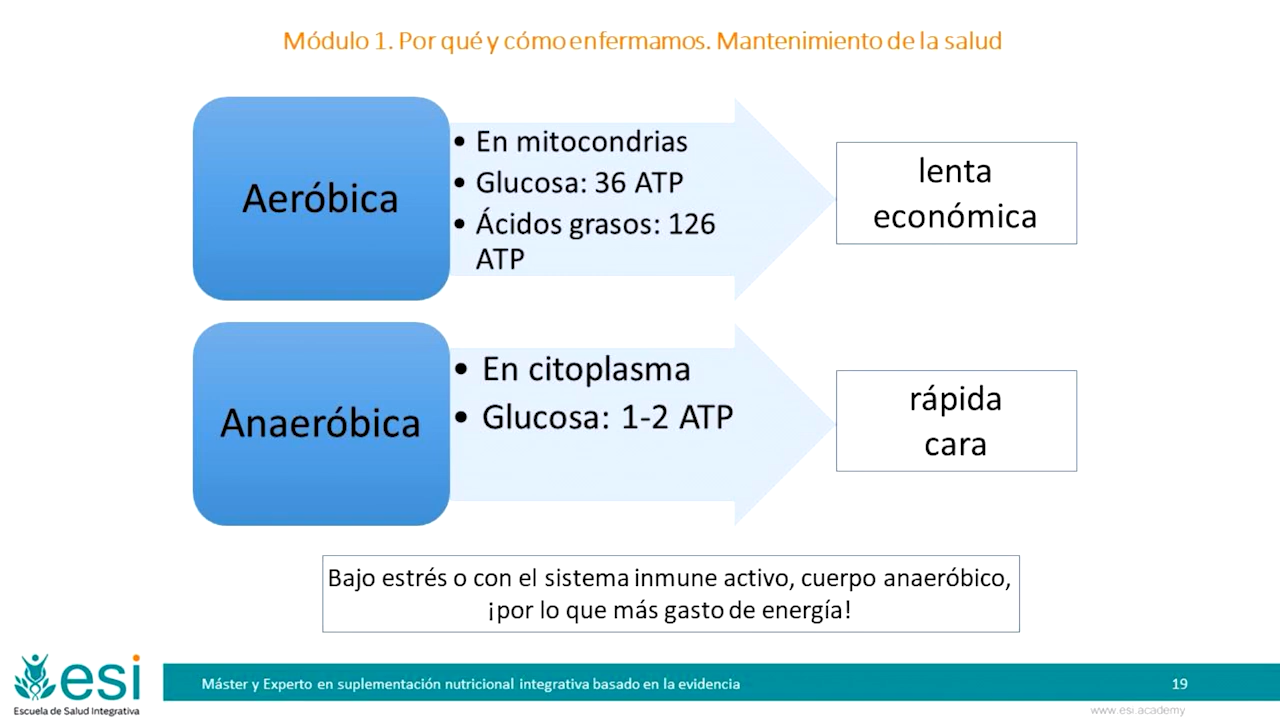 Módulo 1. Por qué y cómo enfermamos. Mantenimiento de la salud
Aeróbica
• En mitocondrias
• Glucosa: 36 ATP
• Ácidos grasos: 126
ATP
lenta
económica
Anaeróbica
• En citoplasma
• Glucosa: 1-2 ATP
rápida
cara
Bajo estrés o con el sistema inmune activo, cuerpo anaeróbico,
¡por lo que más gasto de energía!
esi
Escuela de Salud Integrativa
Máster y Experto en suplementación nutricional integrativa basado en la evidencia
19
www.esi.academy